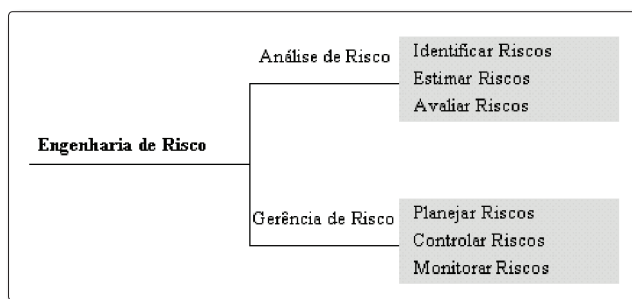 Engenharia de Risco
Análise de Risco
Identificar Riscos
Estimar Riscos
Avaliar Riscos
Gerência de Risco
Planejar Riscos
Controlar Riscos
Monitorar Riscos